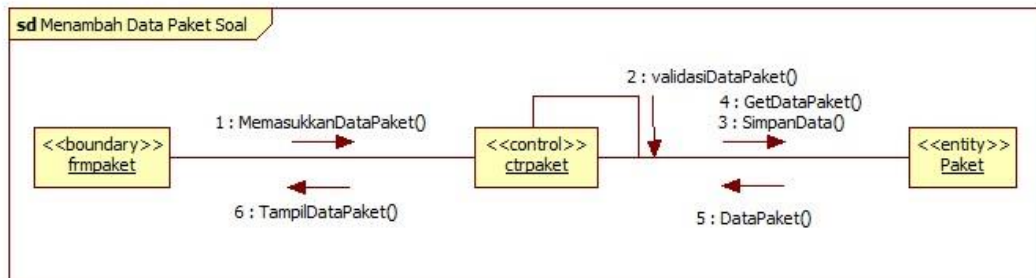 sd Menambah Data Paket Soal
2 : validasiDataPaket()
4 : GetDataPaket()
3 : SimpanData()
1 : MemasukkanDataPaket()
<<boundary>>
frmpaket
<<control>>
ctrpaket
<<entity>>
Paket
6 : TampilDataPaket()
5 : DataPaket()